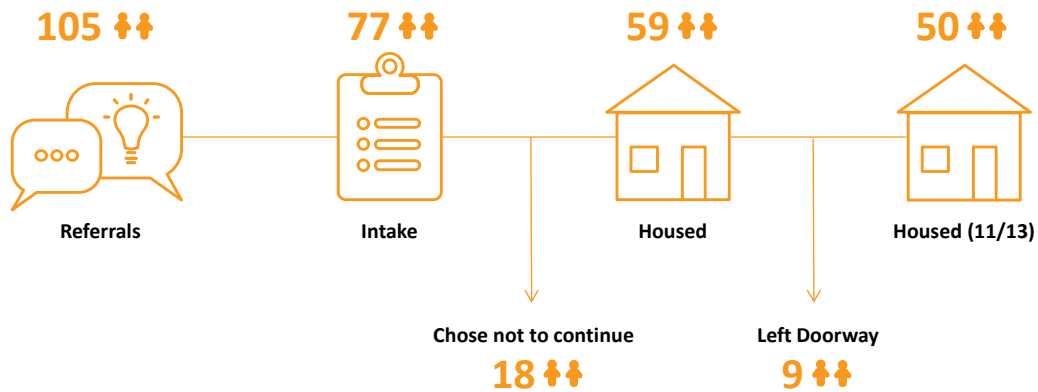 105
77
59
50
Referrals
Intake
Housed
Housed (11/13)
Chose not to continue
18
Left Doorway
9